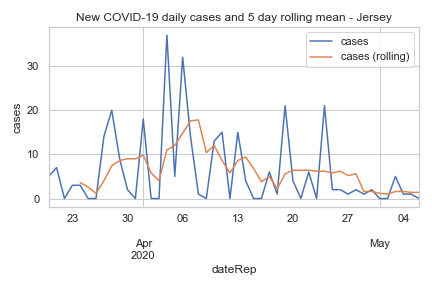 New COVID-19 daily cases and 5 day rolling mean - Jersey
cases
cases (rolling)
cases
30
20
10
0
23 30 06 13 20 27 04
Apr May
2020
dateRep